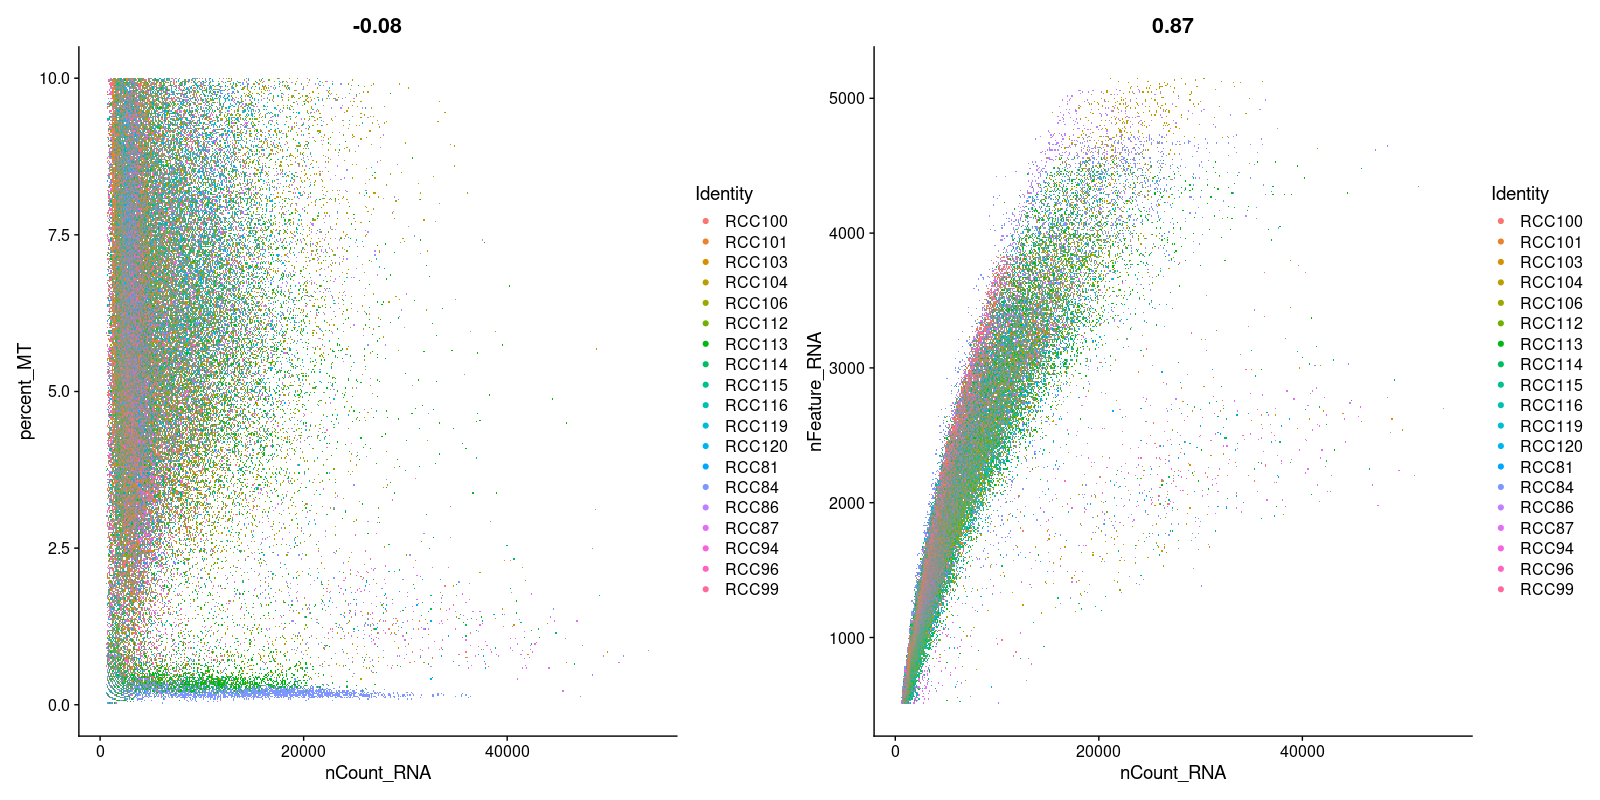 -0.08
10.0
7.5
5.0
2.5
0.0
percent_MT
0
20000
40000
nCount_RNA
Identity
RCC100
RCC101
RCC103
RCC104
RCC106
RCC112
RCC113
RCC114
RCC115
RCC116
RCC119
RCC120
RCC81
RCC84
RCC86
RCC87
RCC94
RCC96
RCC99
0.87
5000
4000
3000
2000
1000
nFeature_RNA
0
20000
40000
nCount_RNA
Identity
RCC100
RCC101
RCC103
RCC104
RCC106
RCC112
RCC113
RCC114
RCC115
RCC116
RCC119
RCC120
RCC81
RCC84
RCC86
RCC87
RCC94
RCC96
RCC99